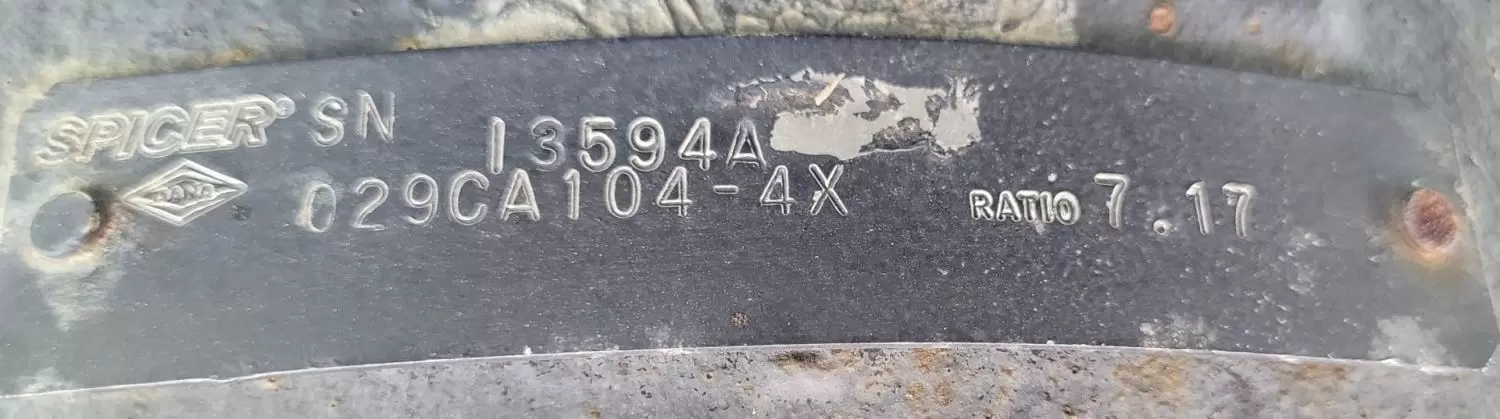 SPICER® SN 13594A
DANA 029CA104-4X RATIO 7.17